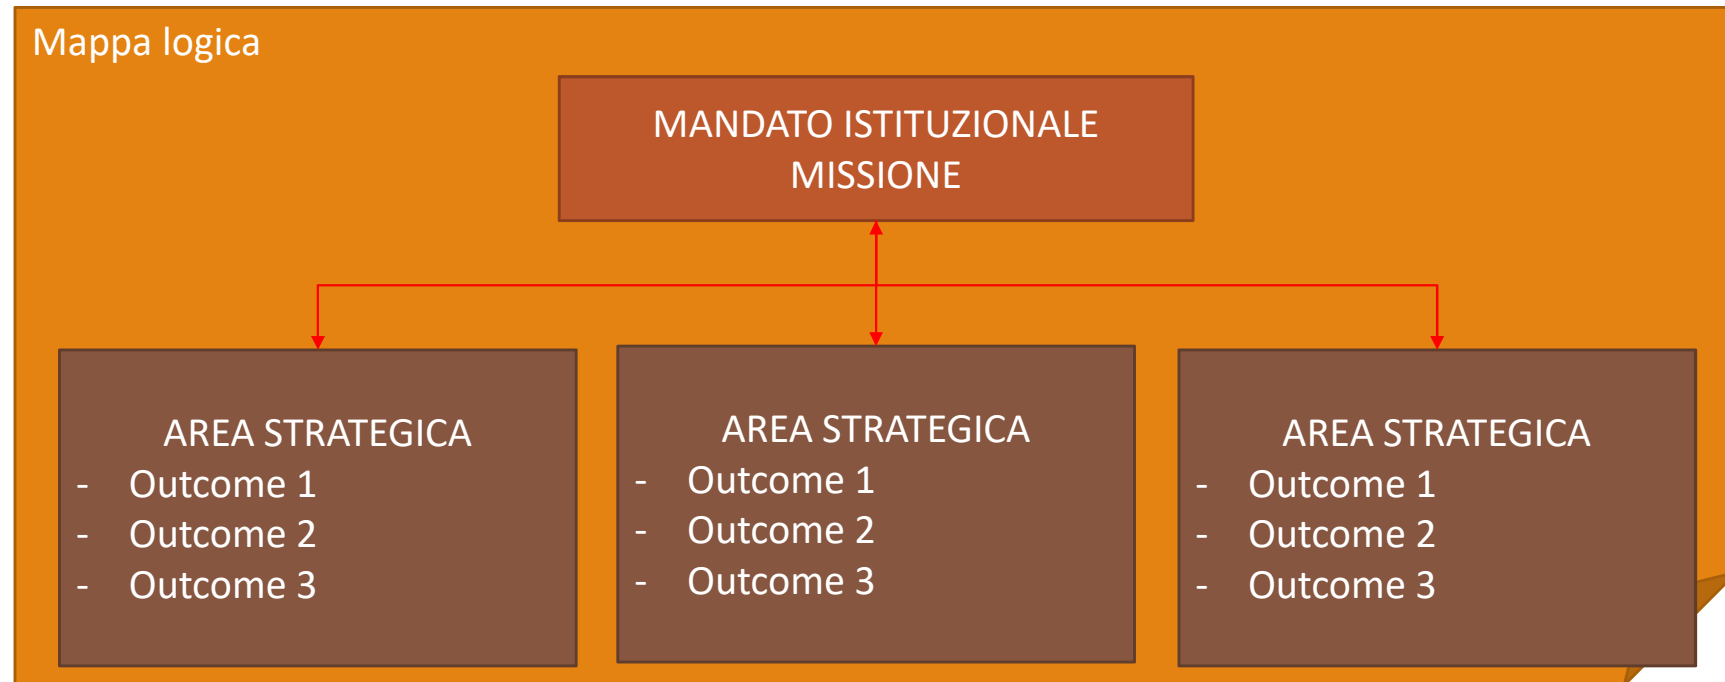 Mappa logica
MANDATO ISTITUZIONALE
MISSIONE
AREA STRATEGICA
- Outcome 1
- Outcome 2
- Outcome 3
AREA STRATEGICA
- Outcome 1
- Outcome 2
- Outcome 3
AREA STRATEGICA
- Outcome 1
- Outcome 2
- Outcome 3